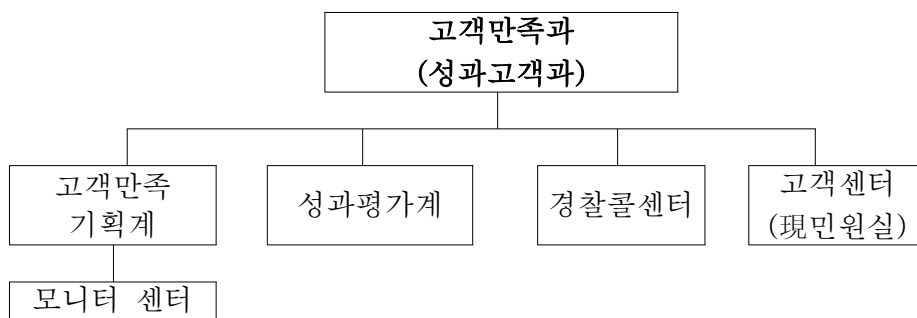 고객만족과
(성과고객과)
고객만족
기획계
성과평가계
경찰콜센터
고객센터
(現민원실)
모니터 센터